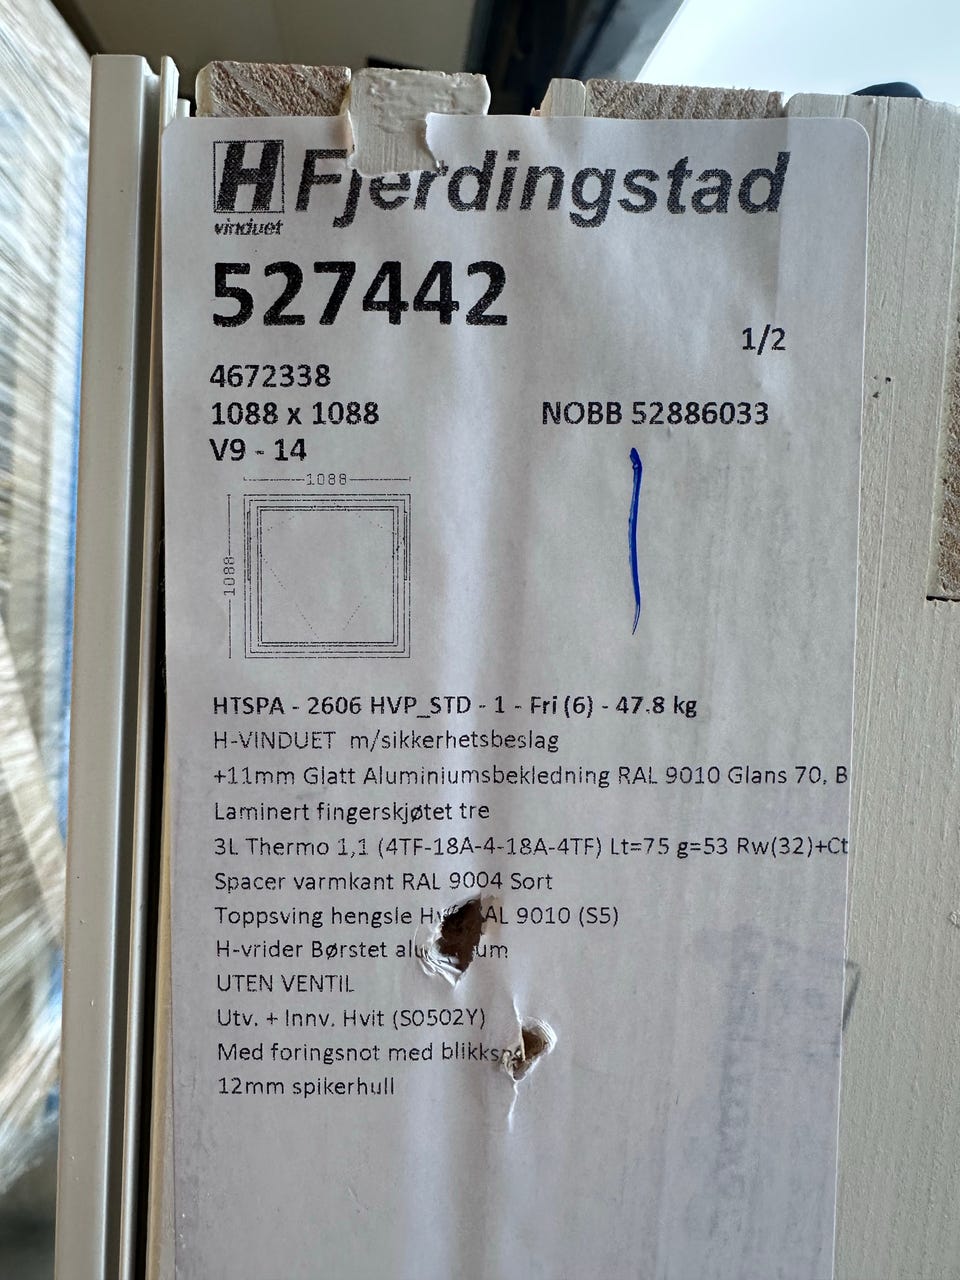 H Fjerdingstad
vinduet
527442
1/2
4672338
1088 x 1088
NOBB 52886033
V9 - 14
1088
1088
HTSPA - 2606 HVP_STD - 1 - Fri (6) - 47.8 kg
H-VINDUET m/sikkerhetsbeslag
+11mm Glatt Aluminiumsbekledning RAL 9010 Glans 70, B
Laminert fingerskjøtet tre
3L Thermo 1,1 (4TF-18A-4-18A-4TF) Lt=75 g=53 Rw(32)+Ct
Spacer varmkant RAL 9004 Sort
Toppsving hengsle 9010 (S5)
H-vrider Børstet
UTEN VENTIL
Utv. + Innv. Hvit (S0502Y)
Med foringsnot med
12mm spikerhull